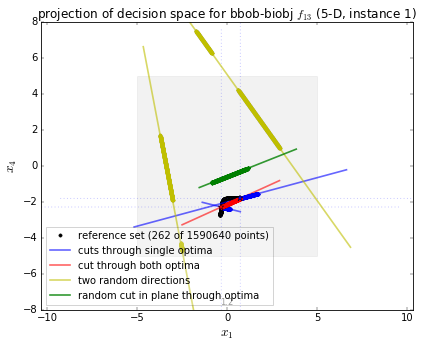 projection of decision space for bbob-biobj f₁₃ (5-D, instance 1)
8
6
4
2
0
−2
−4
−6
−8
x₄
reference set (262 of 1590640 points)
cuts through single optima
cut through both optima
two random directions
random cut in plane through optima
1,2
−10
−5
0
5
10
x₁